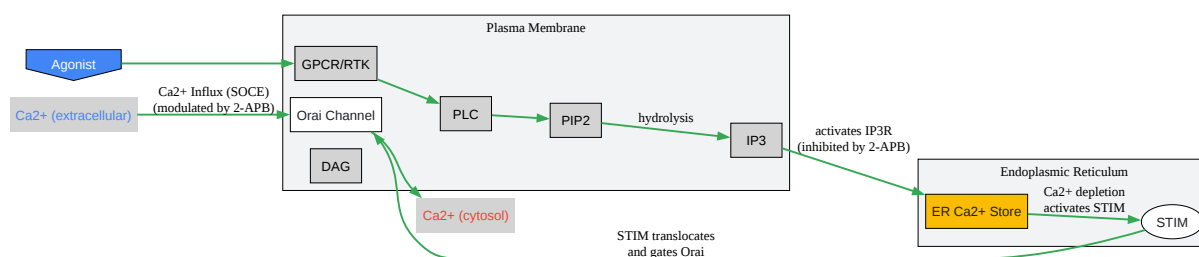 Plasma Membrane
Agonist
GPCR/RTK
Ca2+ (extracellular)
Ca2+ Influx (SOCE)
(modulated by 2-APB)
Orai Channel
PLC
PIP2
hydrolysis
IP3
DAG
activates IP3R
(inhibited by 2-APB)
Endoplasmic Reticulum
ER Ca2+ Store
Ca2+ depletion
activates STIM
STIM
Ca2+ (cytosol)
STIM translocates
and gates Orai